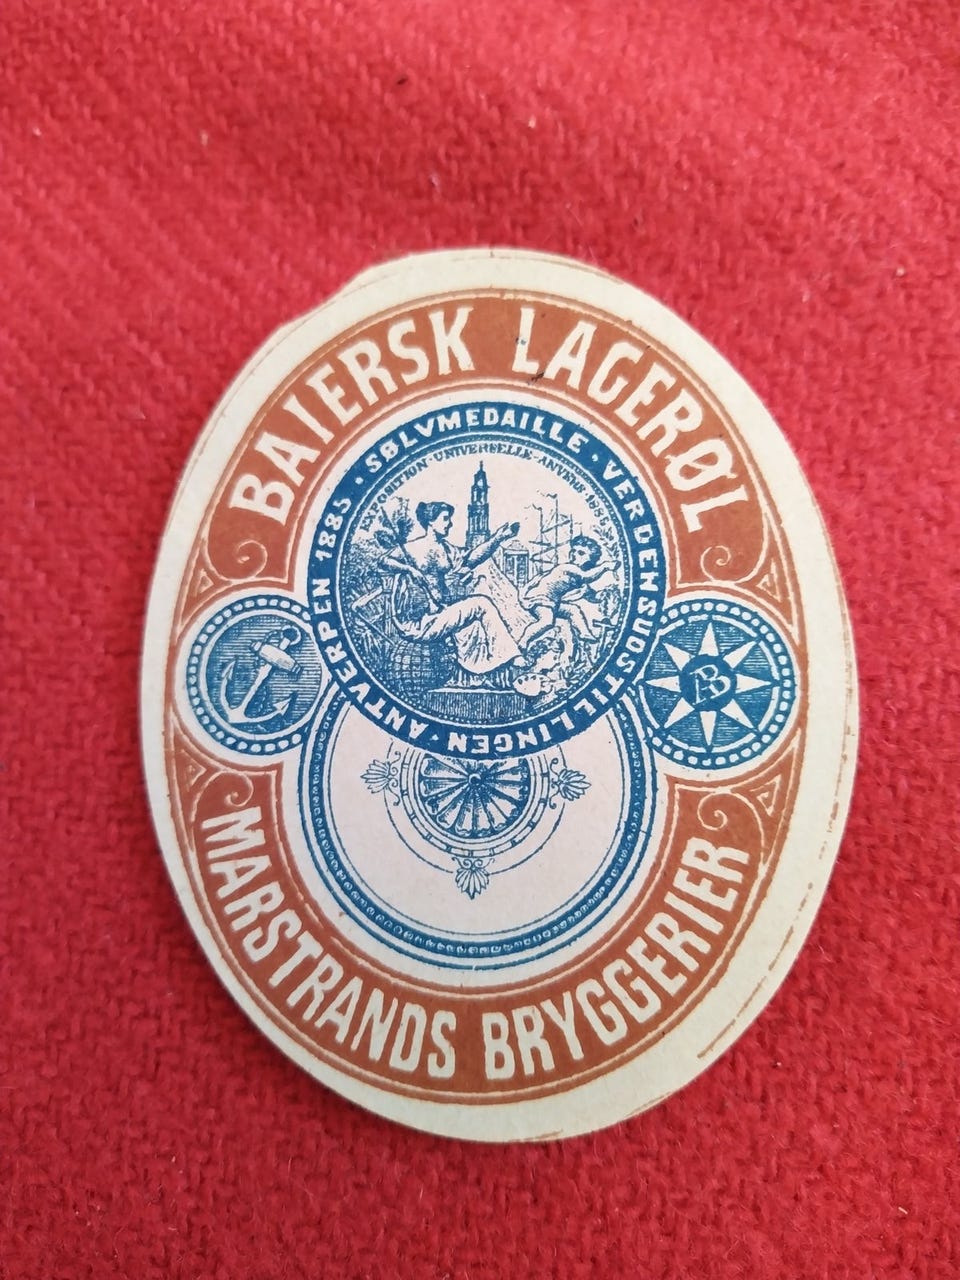 BAIERSK LAGERØL
SØLVMEDAILLE · VERDENSUDSTILLINGEN · ANTVERPEN 1885 ·
EXPOSITION · UNIVERSELLE · ANVERS · 1885
MARSTRANDS BRYGGERIER